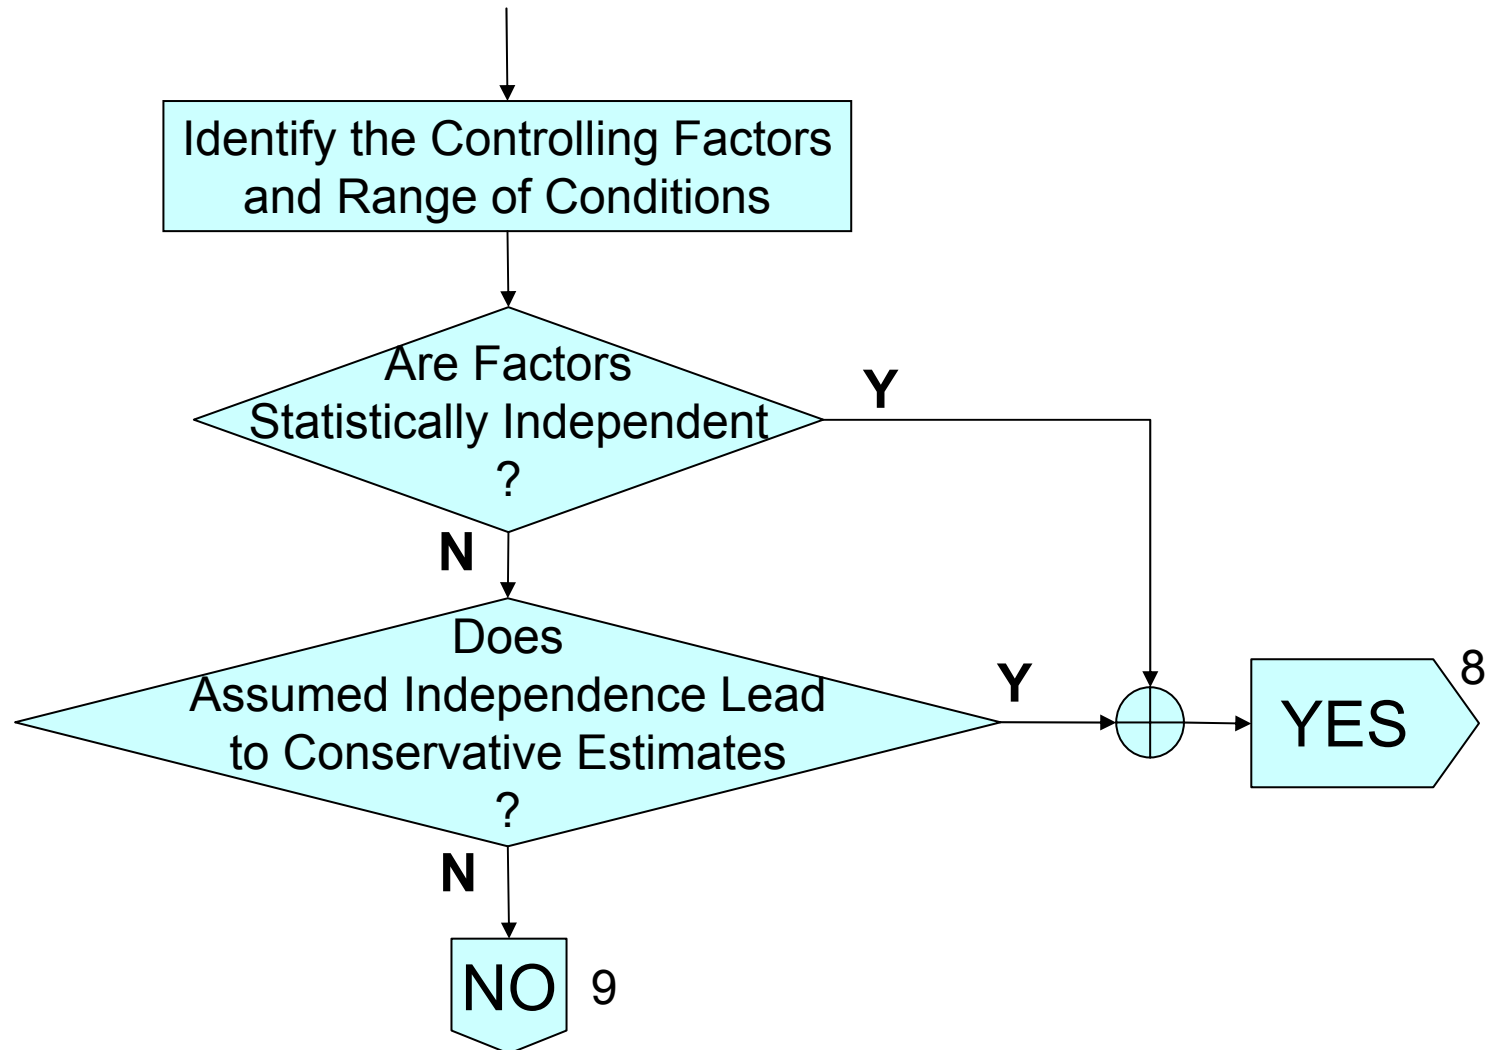 Identify the Controlling Factors
and Range of Conditions
Are Factors
Statistically Independent
?
Y
N
Does
Assumed Independence Lead
to Conservative Estimates
?
Y
YES
8
N
NO
9